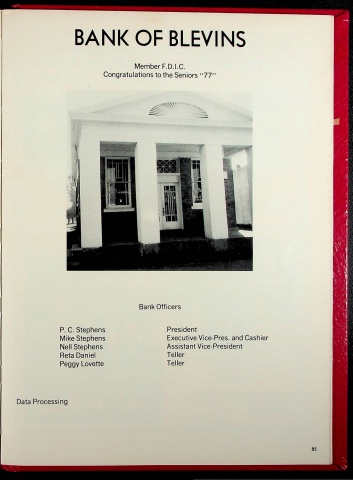 BANK OF BLEVINS
Member F.D.I.C.
Congratulations to the Seniors "77"
Bank Officers
P. C. Stephens President
Mike Stephens Executive Vice-Pres. and Cashier
Nell Stephens Assistant Vice-President
Reta Daniel Teller
Peggy Lovette Teller
Data Processing
85